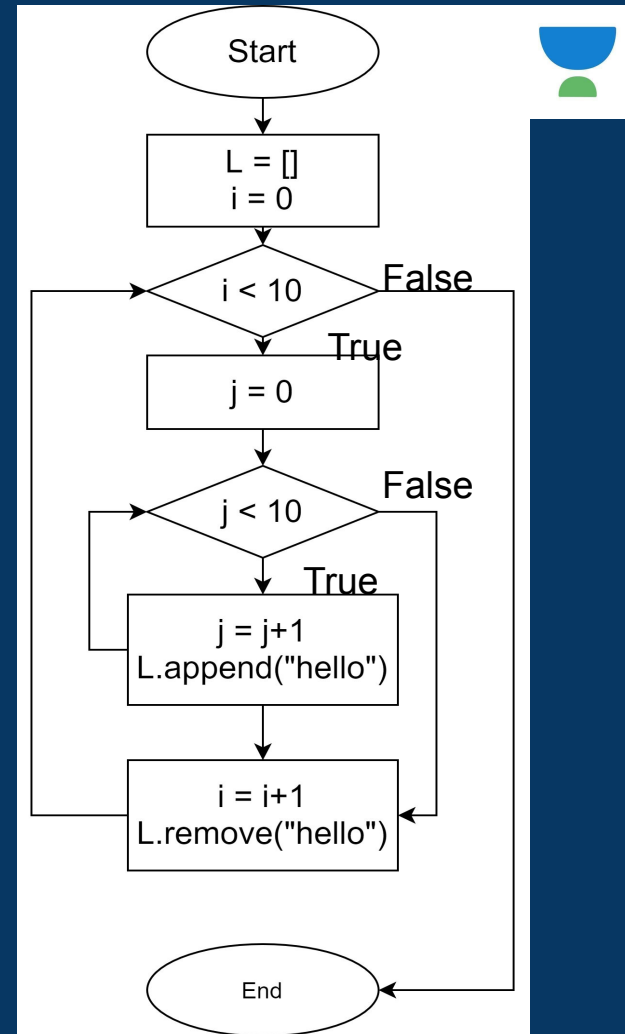 Start
L = []
i = 0
i < 10
False
True
j = 0
j < 10
False
True
j = j+1
L.append("hello")
i = i+1
L.remove("hello")
End